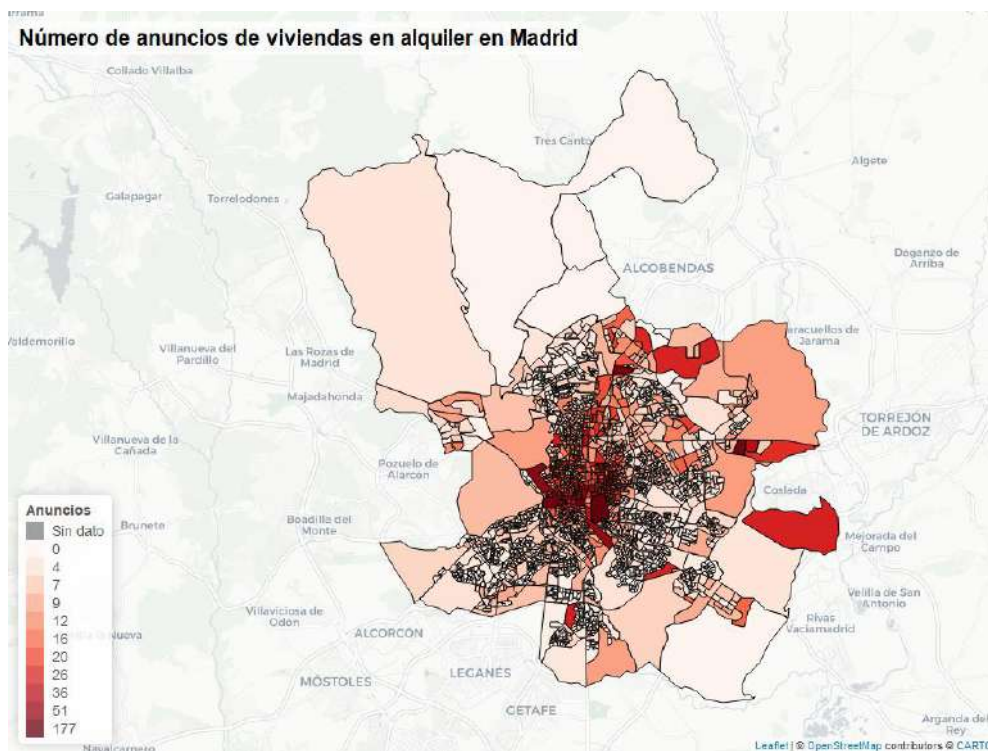 Número de anuncios de viviendas en alquiler en Madrid
Collado Villalba
Tres Canto
Algete
Galapagar
Torrelodones
Daganzo de
Arriba
ALCOBENDAS
Valdemorillo
Villanueva del
Pardillo
Las Rozas de
Madrid
Jarama
Majadahonda
TORREJÓN
DE ARDOZ
Villanueva de la
Cañada
Pozuelo de
Alarcón
Coslada
Brunete
Boadilla del
Monte
Mejorada del
Campo
Velilla de San
Antonio
Villaviciosa de
Odón
Rivas
Vaciamadrid
ALCORCÓN
LEGANÉS
MÓSTOLES
GETAFE
Arganda del
Rey
Navalcarnero
Anuncios
Sin dato
0
4
7
9
12
16
20
26
36
51
177
Leaflet | © OpenStreetMap contributors © CARTO